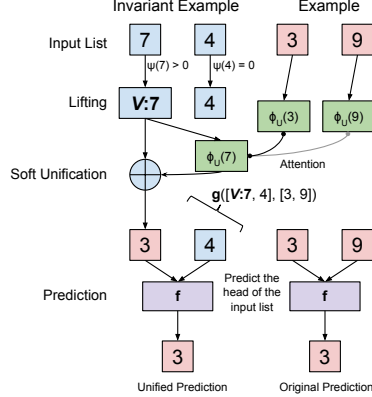 Invariant Example
Example
Input List
7
4
3
9
ψ(7) > 0
ψ(4) = 0
Lifting
V:7
4
ϕU(3)
ϕU(9)
ϕU(7)
Attention
Soft Unification
g([V:7, 4], [3, 9])
3
4
3
9
Prediction
f
Predict the
head of the
input list
f
3
3
Unified Prediction
Original Prediction